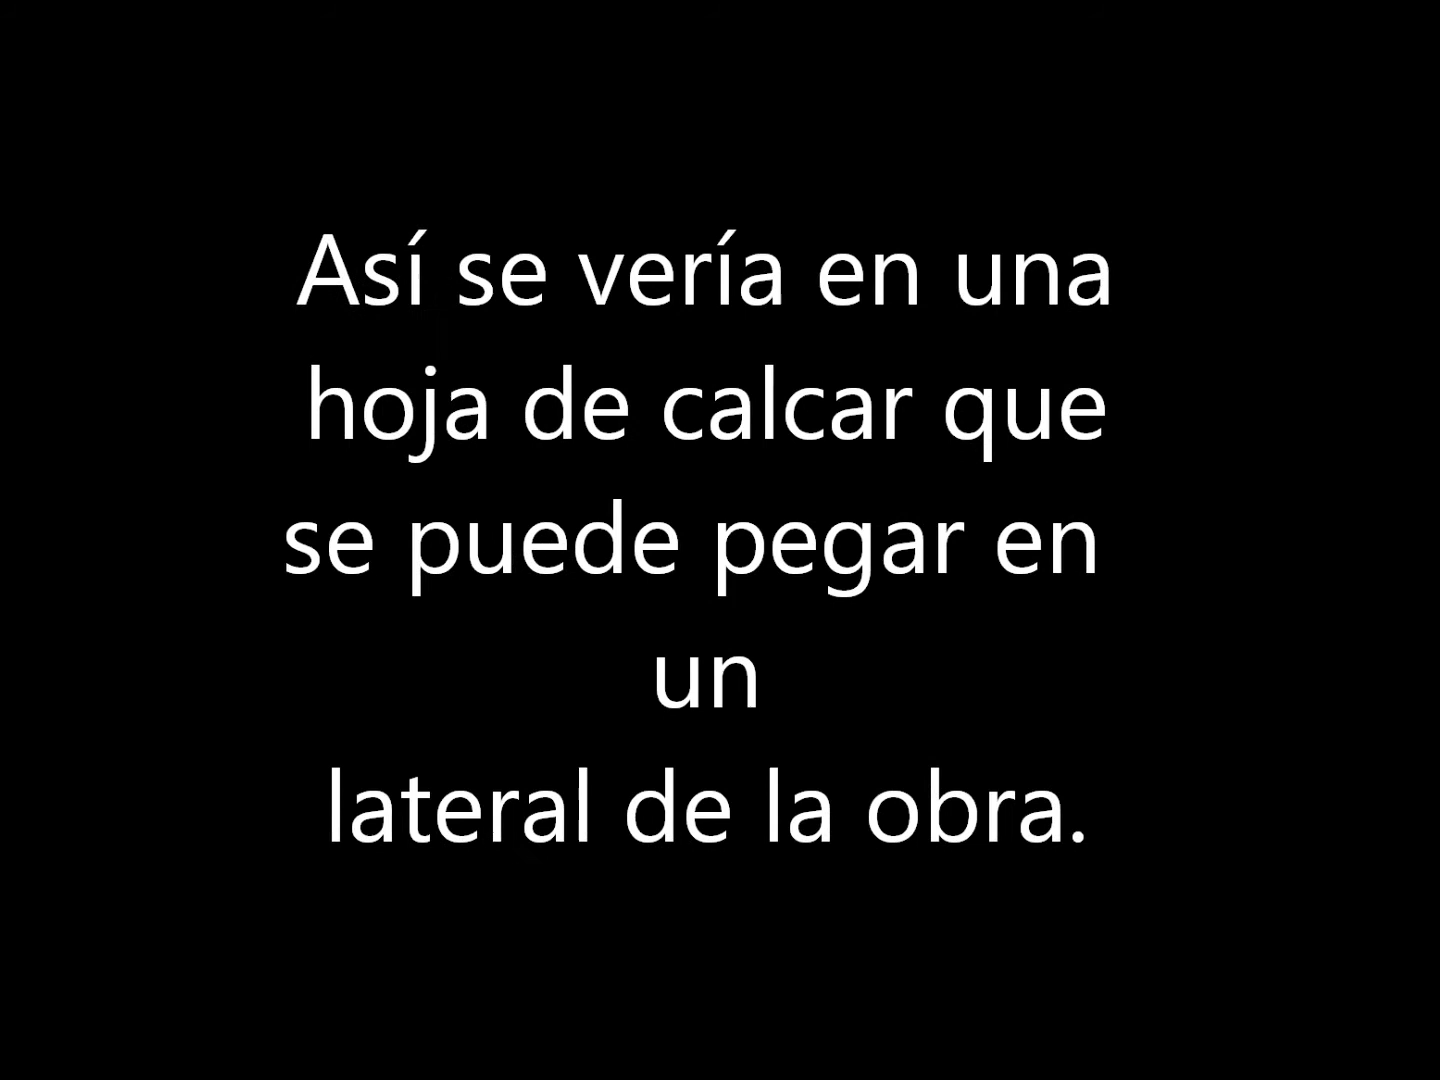 Así se vería en una
hoja de calcar que
se puede pegar en
un
lateral de la obra.